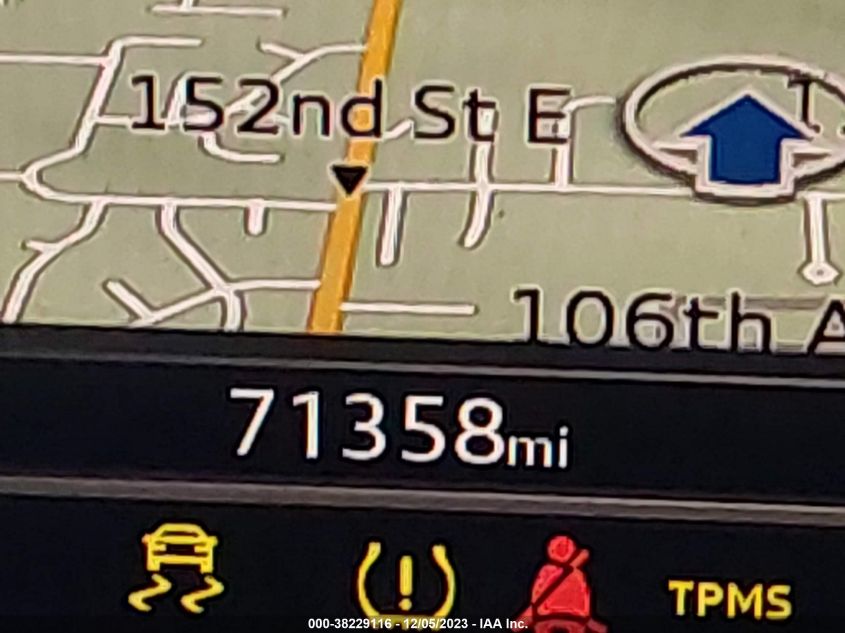 152nd St E
106th A
71358mi
TPMS
000-38229116 - 12/05/2023 - IAA Inc.